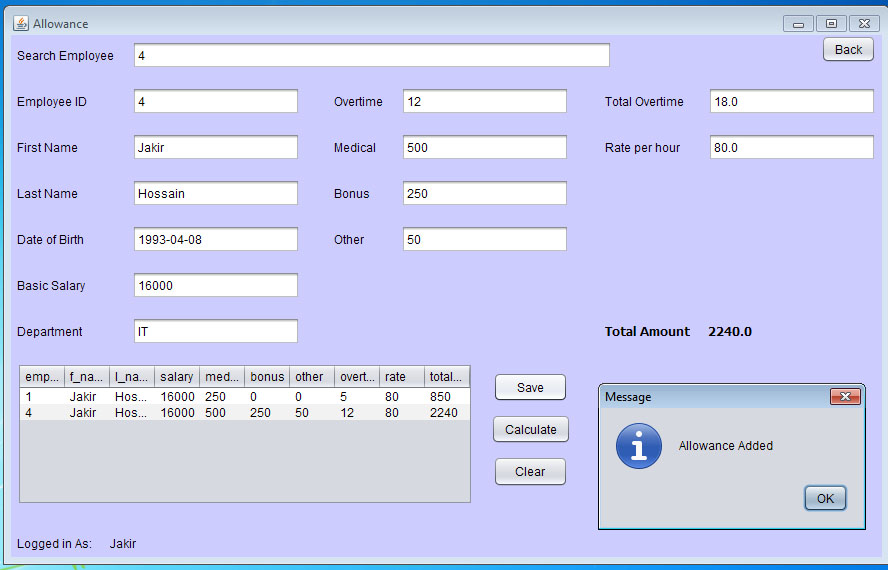 Allowance
Search Employee 4 Back
Employee ID 4 Overtime 12 Total Overtime 18.0
First Name Jakir Medical 500 Rate per hour 80.0
Last Name Hossain Bonus 250
Date of Birth 1993-04-08 Other 50
Basic Salary 16000
Department IT Total Amount 2240.0
emp... f_na... l_na... salary med... bonus other overt... rate total...
1 Jakir Hos... 16000 250 0 0 5 80 850
4 Jakir Hos... 16000 500 250 50 12 80 2240
Save
Calculate
Clear
Message
Allowance Added
OK
Logged in As: Jakir